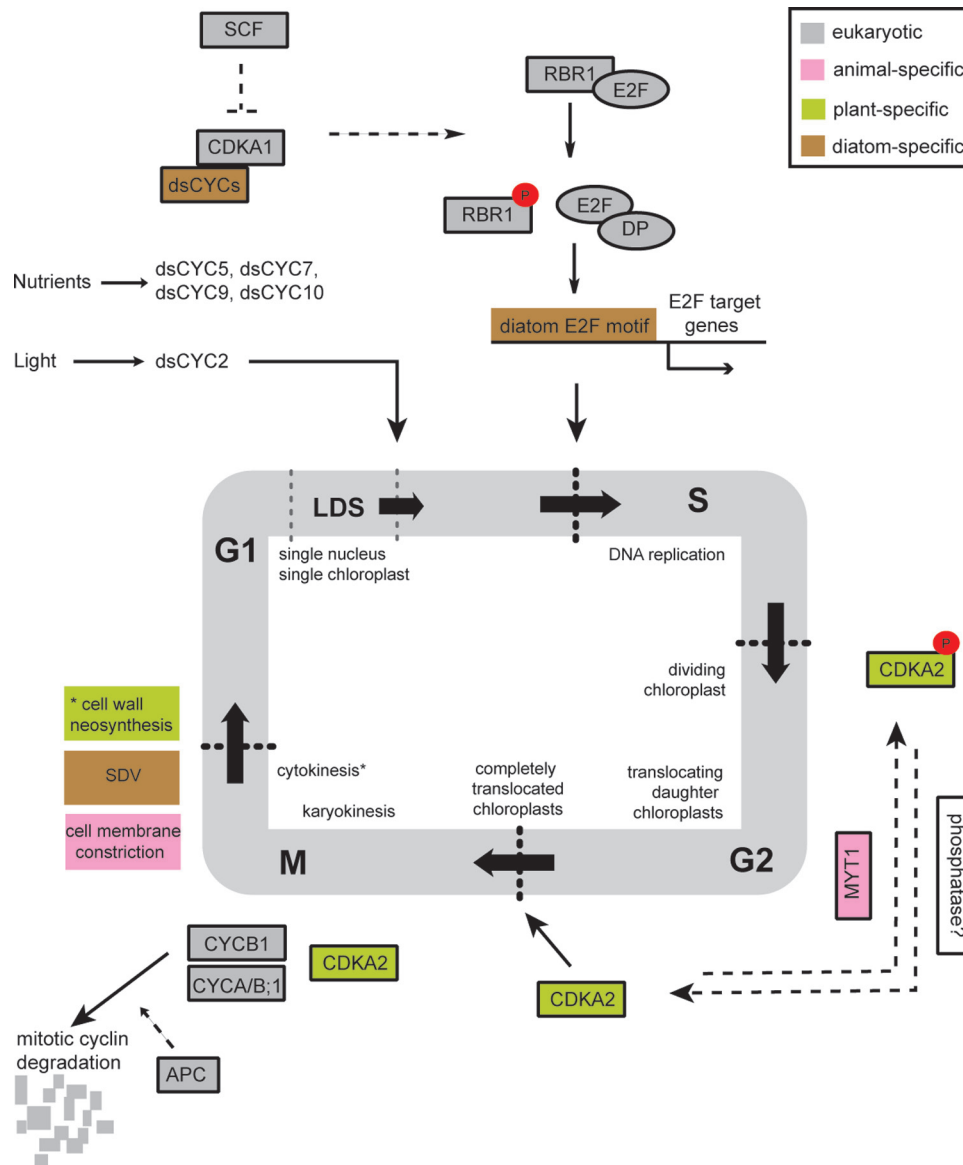 SCF
RBR1
E2F
eukaryotic
animal-specific
plant-specific
diatom-specific
CDKA1
dsCYCs
RBR1
P
E2F
DP
Nutrients
dsCYC5, dsCYC7,
dsCYC9, dsCYC10
diatom E2F motif
E2F target
genes
Light
dsCYC2
LDS
S
G1
single nucleus
single chloroplast
DNA replication
dividing
chloroplast
P
CDKA2
* cell wall
neosynthesis
SDV
cell membrane
constriction
cytokinesis*
karyokinesis
completely
translocated
chloroplasts
translocating
daughter
chloroplasts
M
G2
MYT1
phosphatase?
CYCB1
CYCA/B;1
CDKA2
CDKA2
mitotic cyclin
degradation
APC